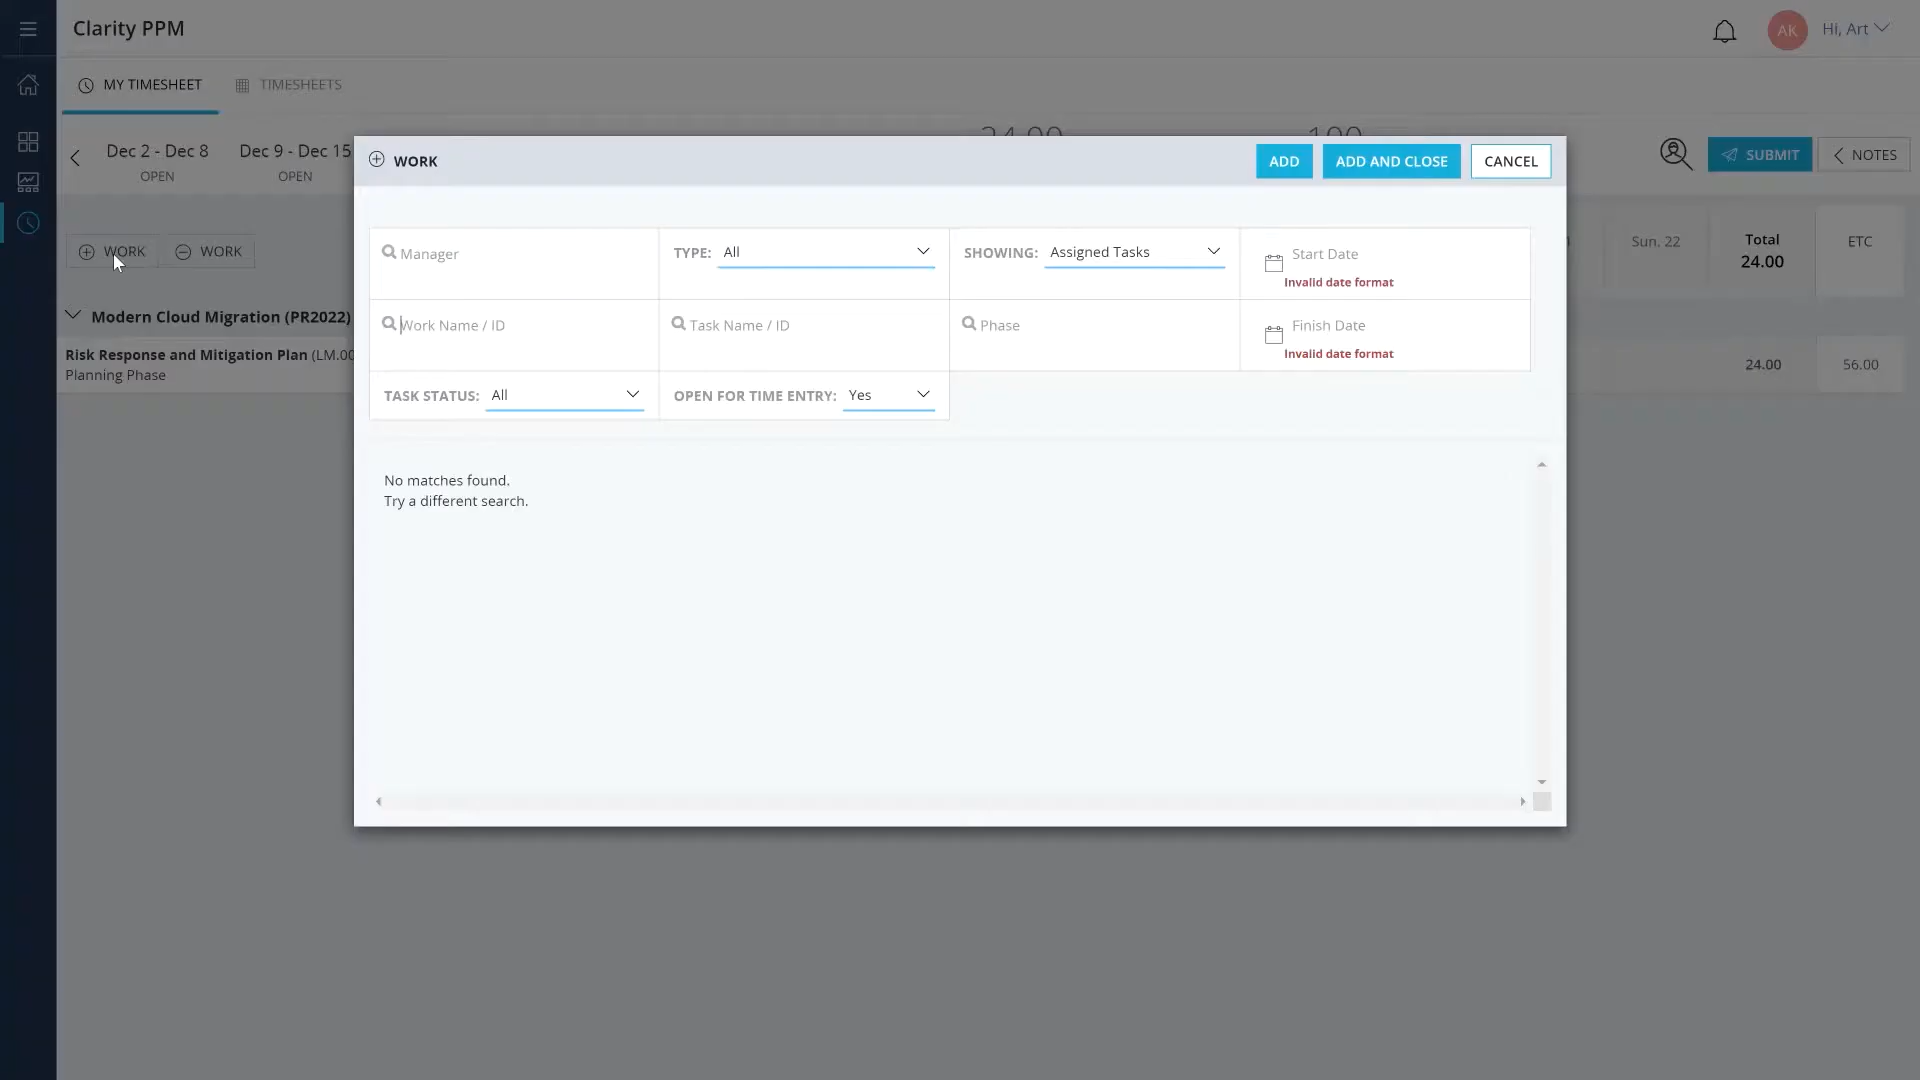 Clarity PPM
AK
Hi, Art
MY TIMESHEET
TIMESHEETS
Dec 2 - Dec 8
OPEN
Dec 9 - Dec 15
OPEN
24.00
100
SUBMIT
NOTES
WORK
ADD
ADD AND CLOSE
CANCEL
WORK
WORK
Sun, 22
Total
24.00
ETC
Manager
TYPE: All
SHOWING: Assigned Tasks
Start Date
Invalid date format
Work Name / ID
Task Name / ID
Phase
Finish Date
Invalid date format
TASK STATUS: All
OPEN FOR TIME ENTRY: Yes
Modern Cloud Migration (PR2022)
Risk Response and Mitigation Plan (LM.00
Planning Phase
24.00
56.00
No matches found.
Try a different search.